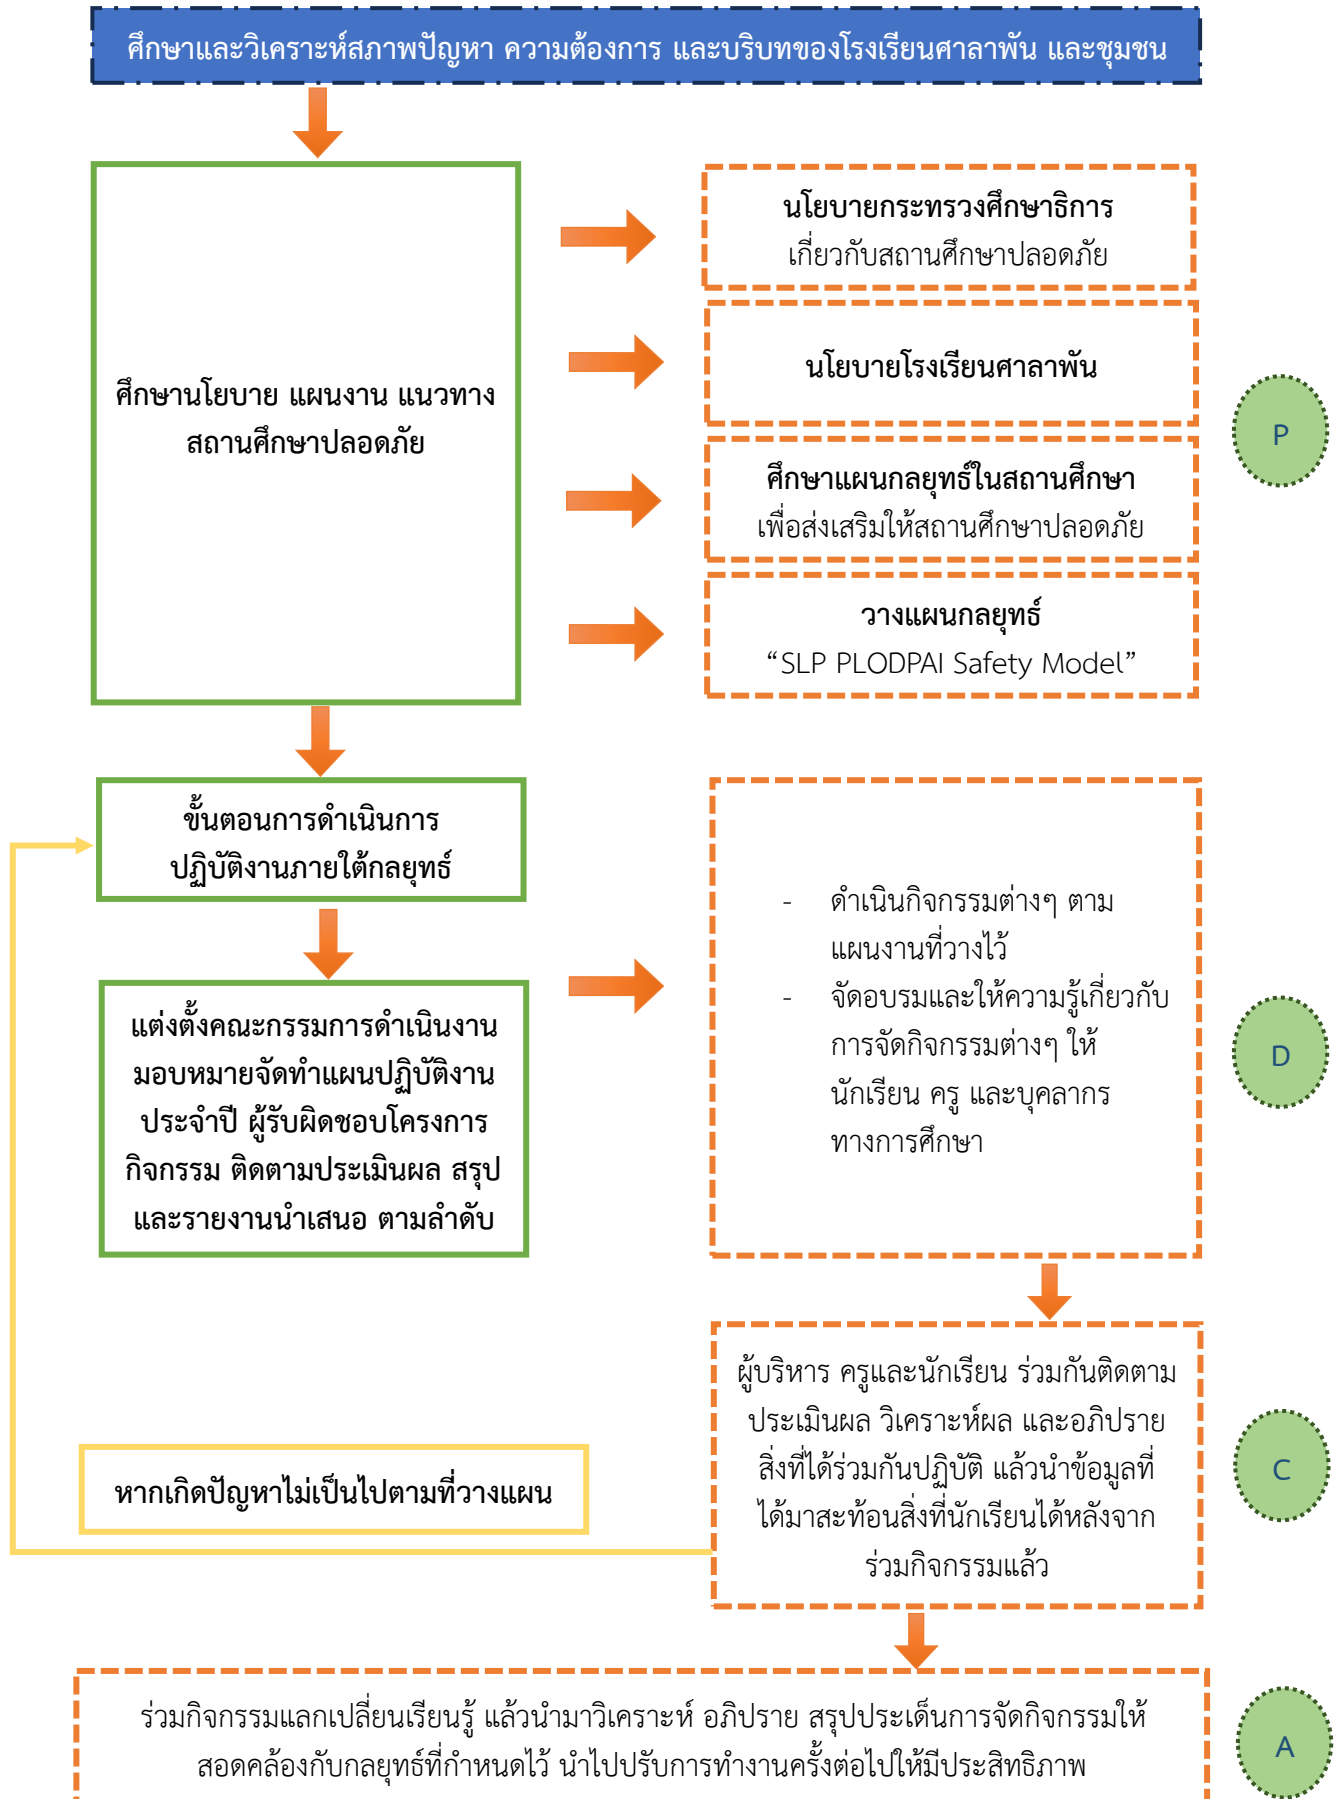 ศึกษาและวิเคราะห์สภาพปัญหา ความต้องการ และบริบทของโรงเรียนศาลาพัน และชุมชน
ศึกษานโยบาย แผนงาน แนวทาง
สถานศึกษาปลอดภัย
นโยบายกระทรวงศึกษาธิการ
เกี่ยวกับสถานศึกษาปลอดภัย
นโยบายโรงเรียนศาลาพัน
ศึกษาแผนกลยุทธ์ในสถานศึกษา
เพื่อส่งเสริมให้สถานศึกษาปลอดภัย
วางแผนกลยุทธ์
“SLP PLODPAI Safety Model”
P
ขั้นตอนการดำเนินการ
ปฏิบัติงานภายใต้กลยุทธ์
แต่งตั้งคณะกรรมการดำเนินงาน
มอบหมายจัดทำแผนปฏิบัติงาน
ประจำปี ผู้รับผิดชอบโครงการ
กิจกรรม ติดตามประเมินผล สรุป
และรายงานนำเสนอ ตามลำดับ
- ดำเนินกิจกรรมต่างๆ ตาม
แผนงานที่วางไว้
- จัดอบรมและให้ความรู้เกี่ยวกับ
การจัดกิจกรรมต่างๆ ให้
นักเรียน ครู และบุคลากร
ทางการศึกษา
D
ผู้บริหาร ครูและนักเรียน ร่วมกันติดตาม
ประเมินผล วิเคราะห์ผล และอภิปราย
สิ่งที่ได้ร่วมกันปฏิบัติ แล้วนำข้อมูลที่
ได้มาสะท้อนสิ่งที่นักเรียนได้หลังจาก
ร่วมกิจกรรมแล้ว
C
หากเกิดปัญหาไม่เป็นไปตามที่วางแผน
ร่วมกิจกรรมแลกเปลี่ยนเรียนรู้ แล้วนำมาวิเคราะห์ อภิปราย สรุปประเด็นการจัดกิจกรรมให้
สอดคล้องกับกลยุทธ์ที่กำหนดไว้ นำไปปรับการทำงานครั้งต่อไปให้มีประสิทธิภาพ
A